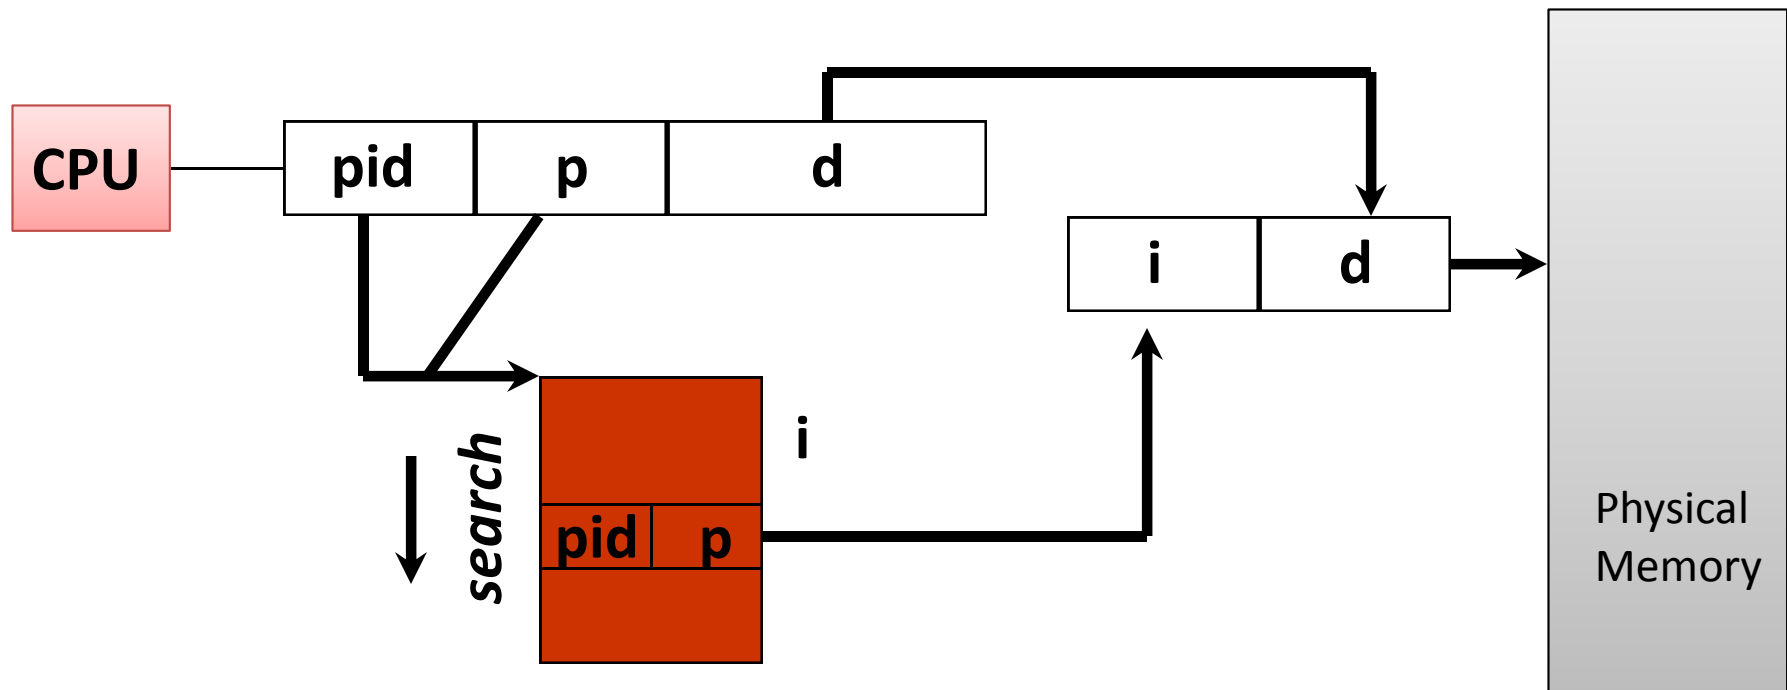 CPU
pid
p
d
i
d
search
i
pid
p
Physical
Memory